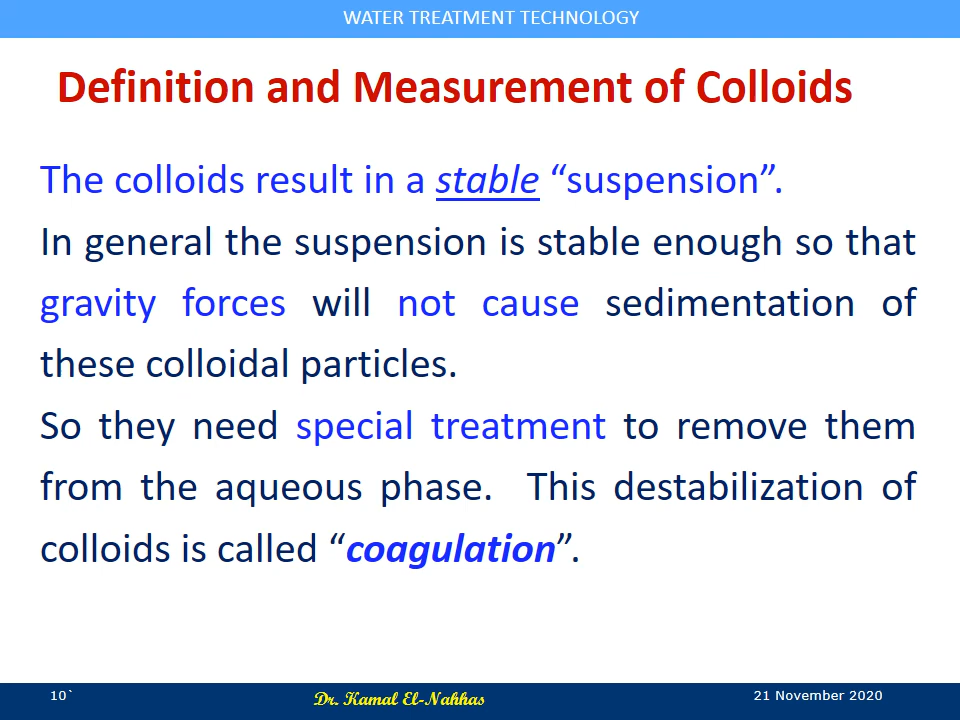 WATER TREATMENT TECHNOLOGY
Definition and Measurement of Colloids
The colloids result in a stable “suspension”.
In general the suspension is stable enough so that
gravity forces will not cause sedimentation of
these colloidal particles.
So they need special treatment to remove them
from the aqueous phase. This destabilization of
colloids is called “coagulation”.
10`
Dr. Kamal El-Nahhas
21 November 2020